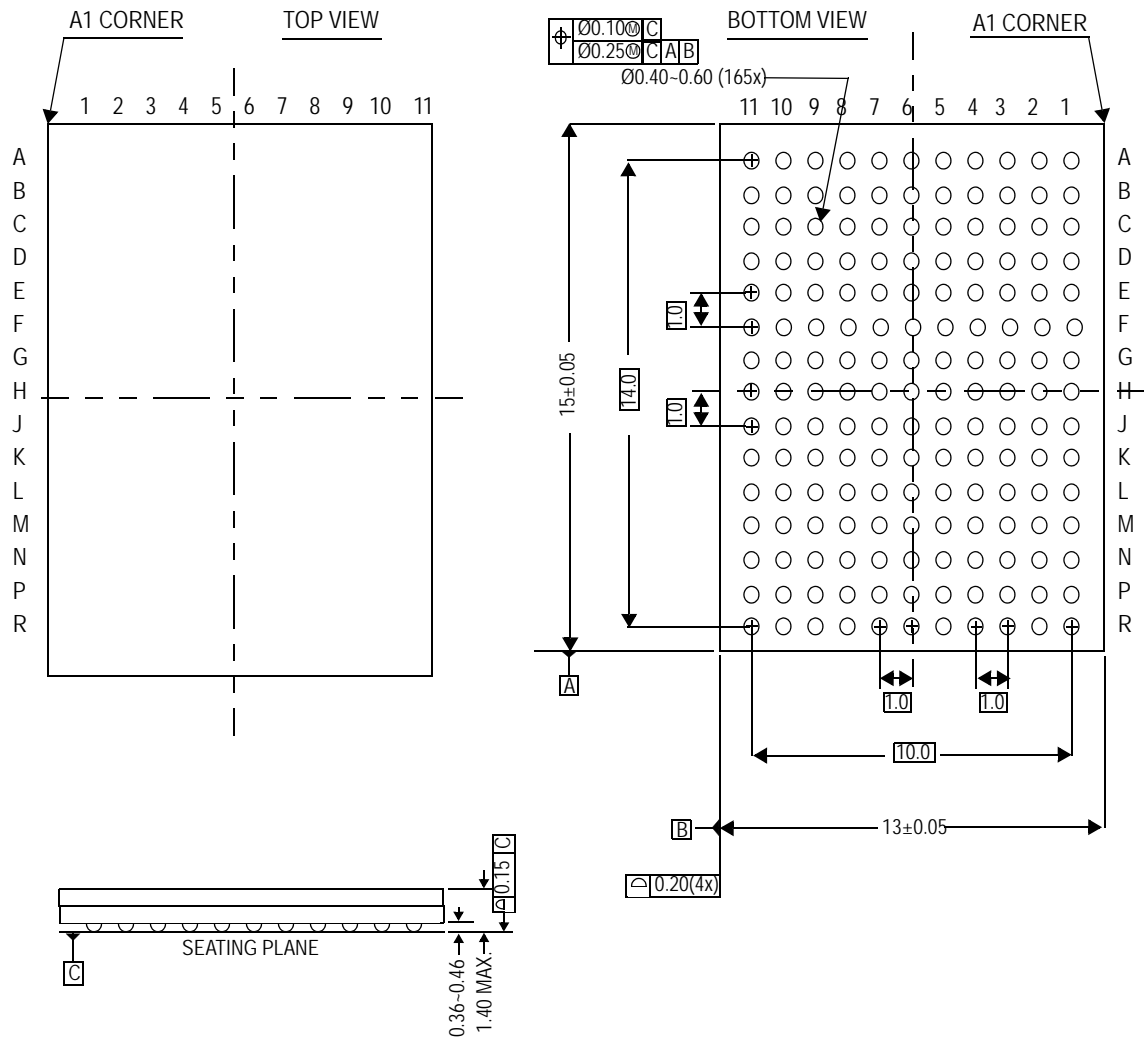 A1 CORNER
TOP VIEW
1 2 3 4 5 6 7 8 9 10 11
A
B
C
D
E
F
G
H
J
K
L
M
N
P
R
Ø0.10Ⓜ C
Ø0.25Ⓜ C A B
BOTTOM VIEW
A1 CORNER
Ø0.40~0.60 (165x)
11 10 9 8 7 6 5 4 3 2 1
A
B
C
D
E
F
G
H
J
K
L
M
N
P
R
15±0.05
14.0
1.0
1.0
A
1.0
1.0
10.0
B
13±0.05
0.20(4x)
0.15 C
SEATING PLANE
C
0.36~0.46
1.40 MAX.